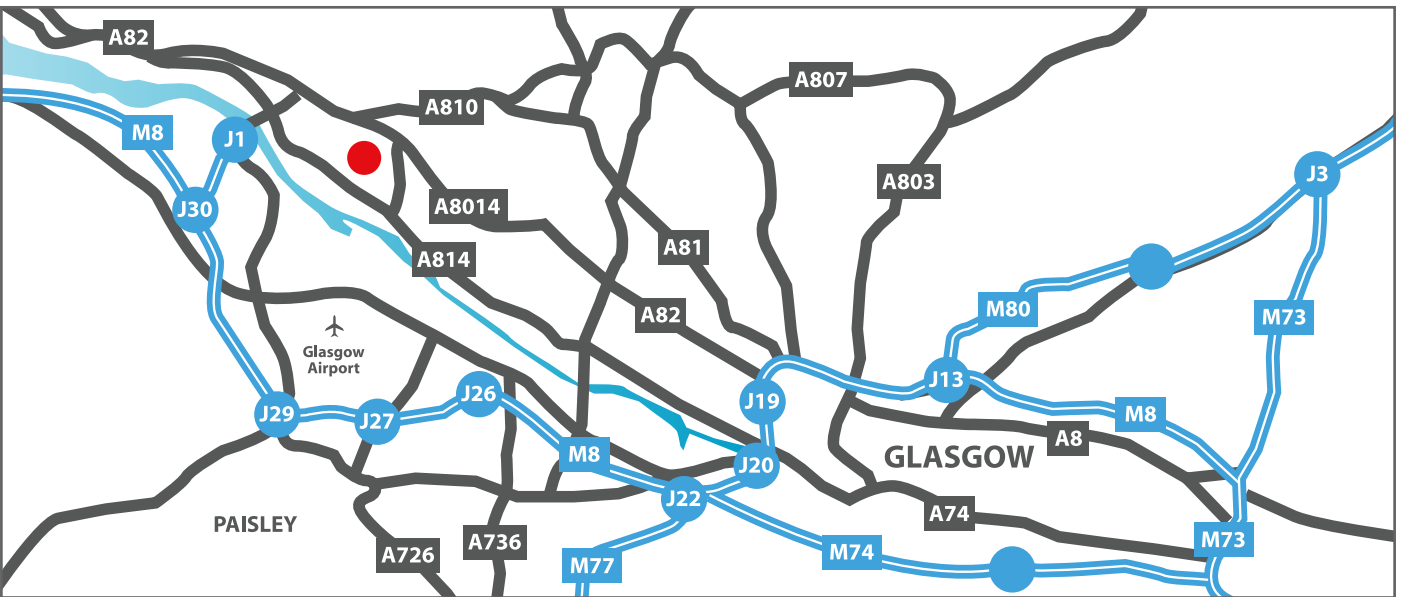 A82
A807
A810
M8
J1
J3
A803
J30
A8014
A81
A814
M80
A82
M73
Glasgow
Airport
J13
J26
J19
J29
J27
M8
A8
M8
GLASGOW
J20
J22
A74
PAISLEY
M73
A736
A726
M74
M77